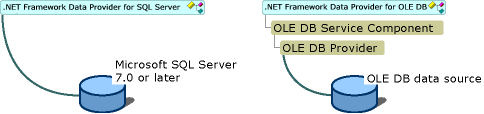 .NET Framework Data Provider for SQL Server
Microsoft SQL Server
7.0 or later
.NET Framework Data Provider for OLE DB
OLE DB Service Component
OLE DB Provider
OLE DB data source